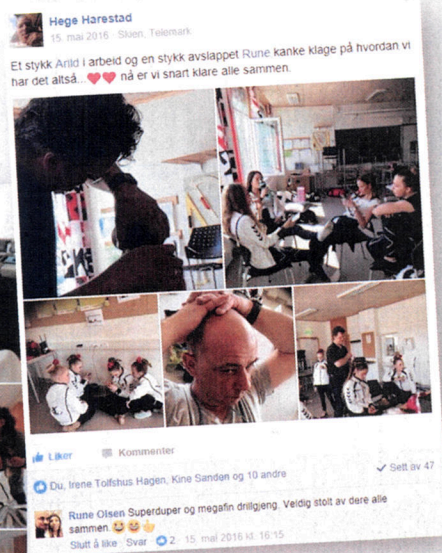 Hege Harestad
15. mai 2016 · Skien, Telemark
Et stykk Arild i arbeid og en stykk avslappet Rune kanke klage på hvordan vi
har det altså...❤❤ nå er vi snart klare alle sammen.
Liker
Kommenter
Du, Irene Tolfshus Hagen, Kine Sanden og 10 andre
Sett av 47
Rune Olsen Superduper og megafin drillgjeng. Veldig stolt av dere alle
sammen.
Slutt å like · Svar · 2 · 15. mai 2016 kl. 16:15